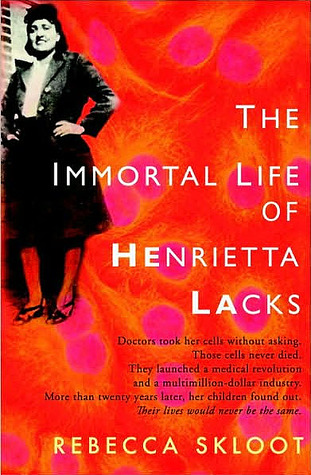 THE
IMMORTAL LIFE
OF
HENRIETTA
LACKS
Doctors took her cells without asking.
Those cells never died.
They launched a medical revolution
and a multimillion-dollar industry.
More than twenty years later, her children found out.
Their lives would never be the same.
REBECCA SKLOOT